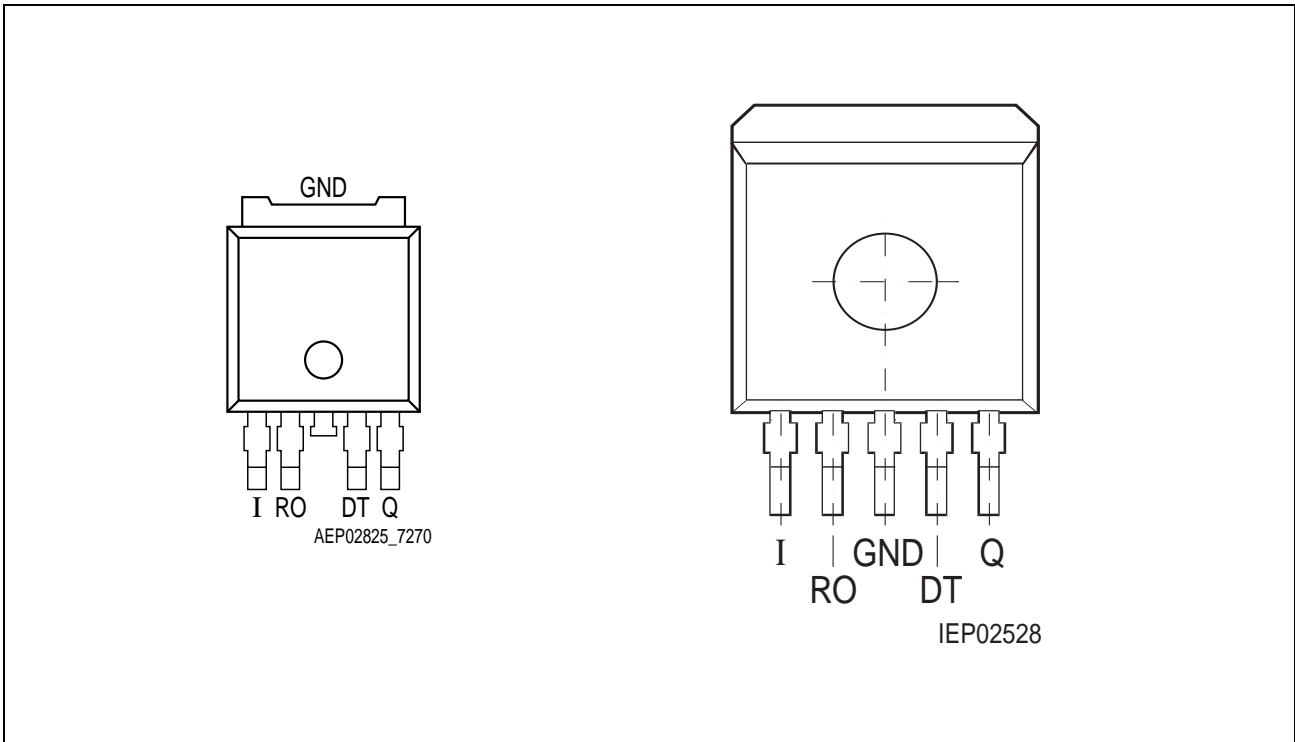 GND
I RO DT Q
AEP02825_7270
I GND Q
RO DT
IEP02528